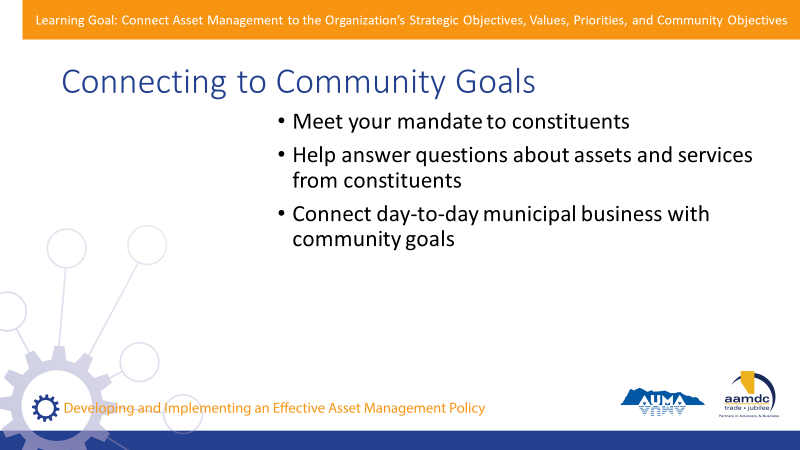 Learning Goal: Connect Asset Management to the Organization's Strategic Objectives, Values, Priorities, and Community Objectives
Connecting to Community Goals
• Meet your mandate to constituents
• Help answer questions about assets and services
from constituents
• Connect day-to-day municipal business with
community goals
Developing and Implementing an Effective Asset Management Policy
AUMA
aamdc
trade • jubilee
Partners in Advocacy & Business